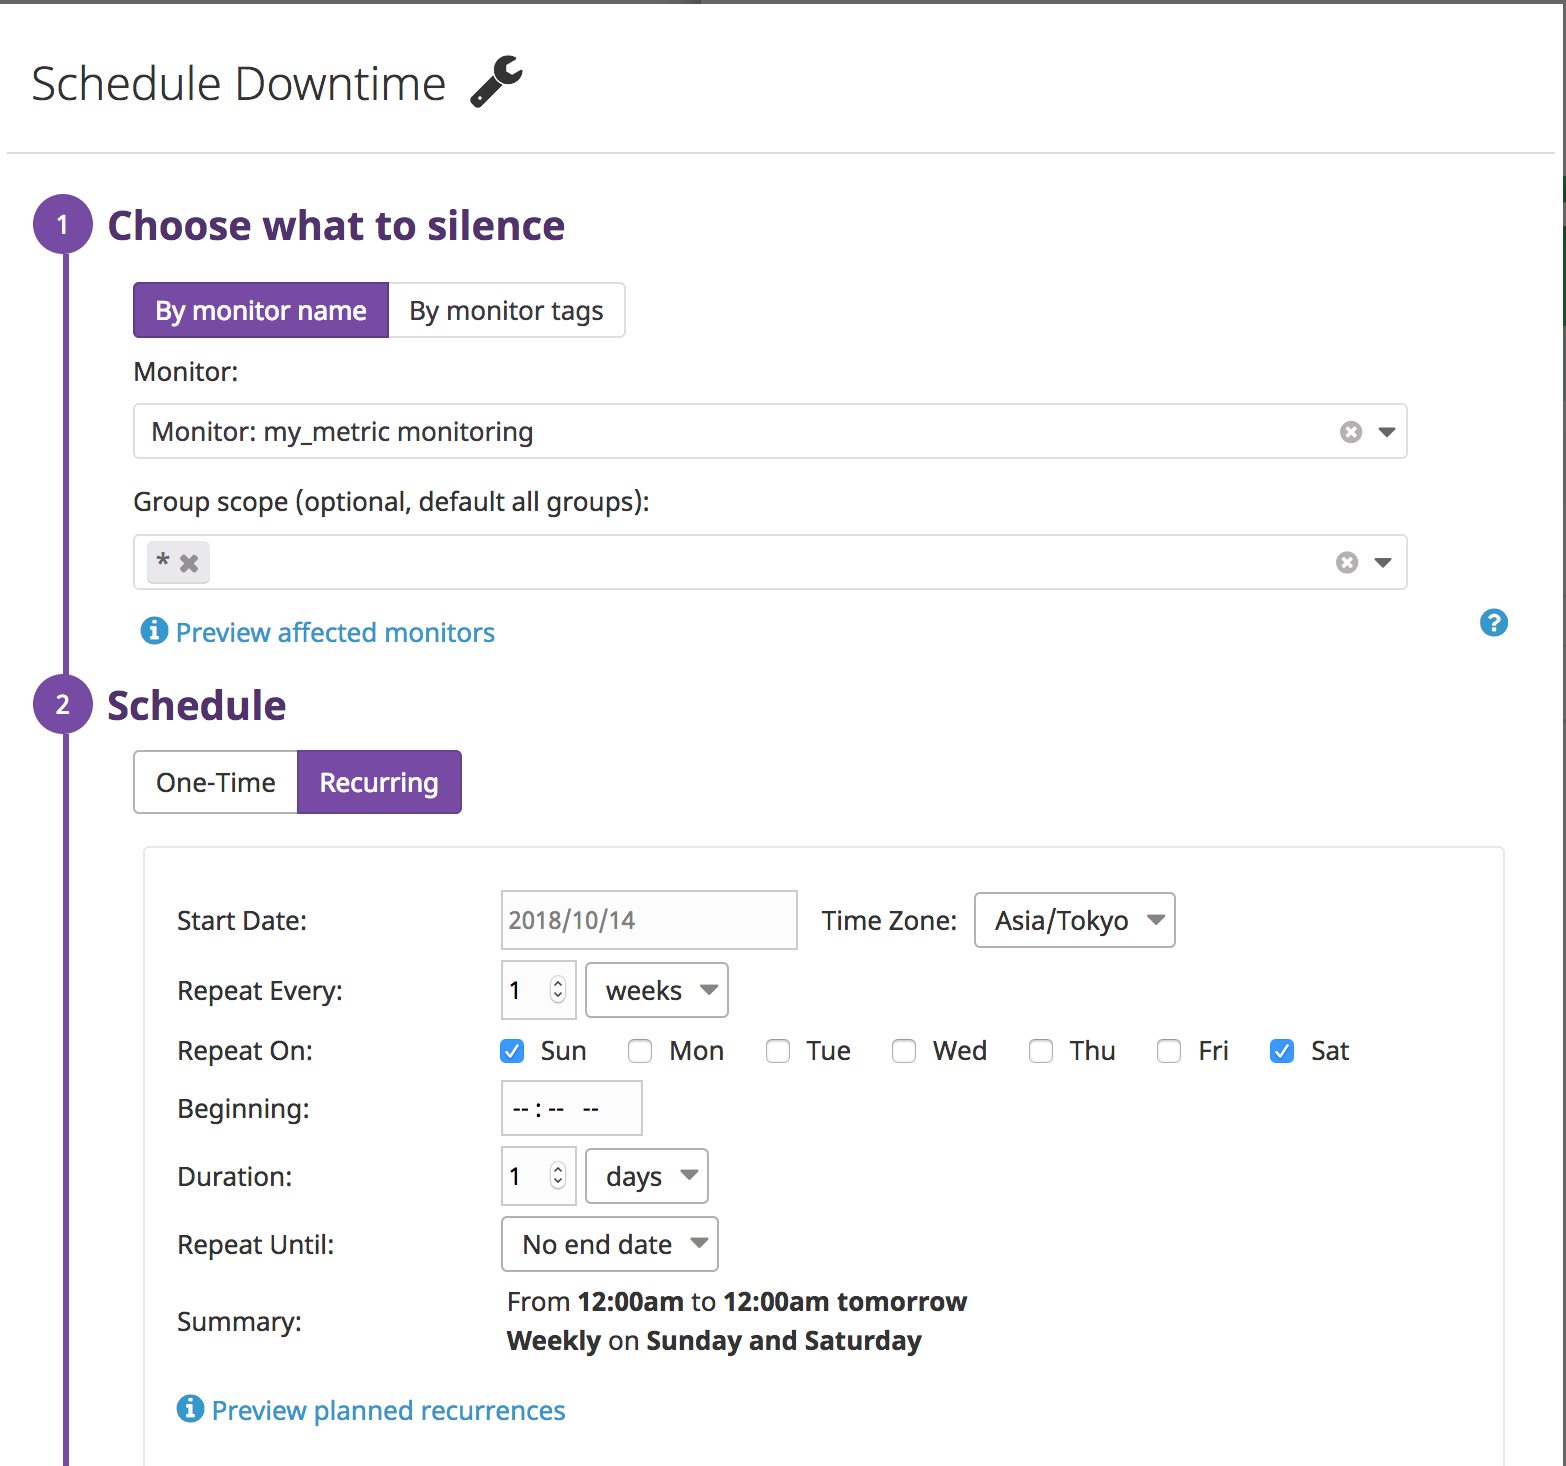 Schedule Downtime
1 Choose what to silence
By monitor name By monitor tags
Monitor:
Monitor: my_metric monitoring
Group scope (optional, default all groups):
*
Preview affected monitors
?
2 Schedule
One-Time Recurring
Start Date: 2018/10/14 Time Zone: Asia/Tokyo
Repeat Every: 1 weeks
Repeat On: Sun Mon Tue Wed Thu Fri Sat
Beginning: -- : -- --
Duration: 1 days
Repeat Until: No end date
Summary: From 12:00am to 12:00am tomorrow
Weekly on Sunday and Saturday
Preview planned recurrences